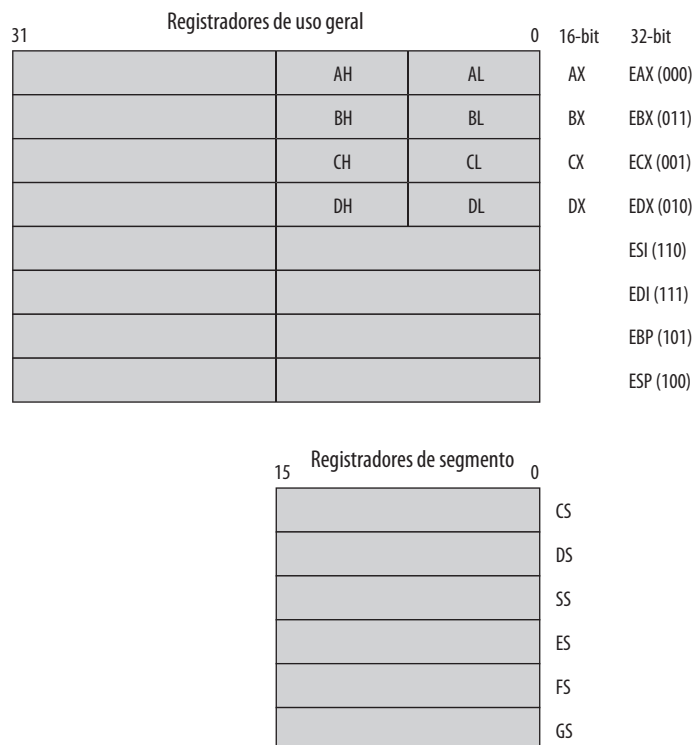 Registradores de uso geral
31 0 16-bit 32-bit
AH AL AX EAX (000)
BH BL BX EBX (011)
CH CL CX ECX (001)
DH DL DX EDX (010)
ESI (110)
EDI (111)
EBP (101)
ESP (100)
Registradores de segmento
15 0
CS
DS
SS
ES
FS
GS